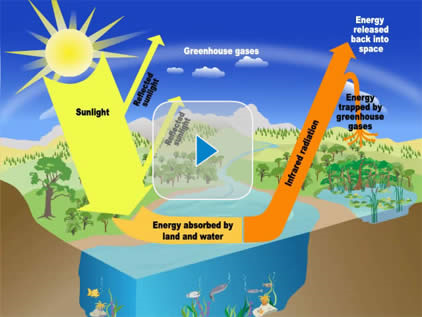 Greenhouse gases
Energy
released
back into
space
Reflected
sunlight
Reflected
sunlight
Sunlight
Energy
trapped by
greenhouse
gases
Infrared radiation
Energy absorbed by
land and water